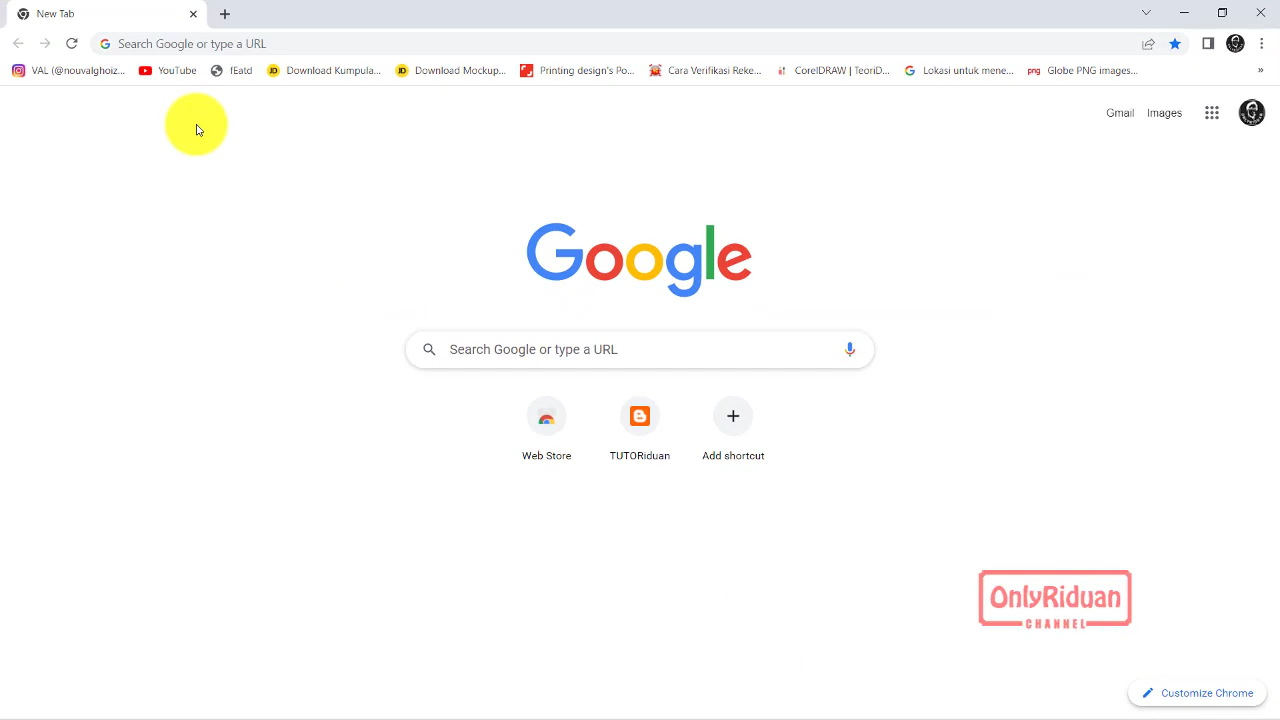 New Tab
Search Google or type a URL
VAL (@nouvalghoiz... YouTube fEatd Download Kumpula... Download Mockup... Printing design's Po... Cara Verifikasi Reke... CorelDRAW | TeoriD... Lokasi untuk mene... Globe PNG images... »
Gmail Images
Google
Search Google or type a URL
Web Store TUTORiduan Add shortcut
OnlyRiduan
CHANNEL
Customize Chrome